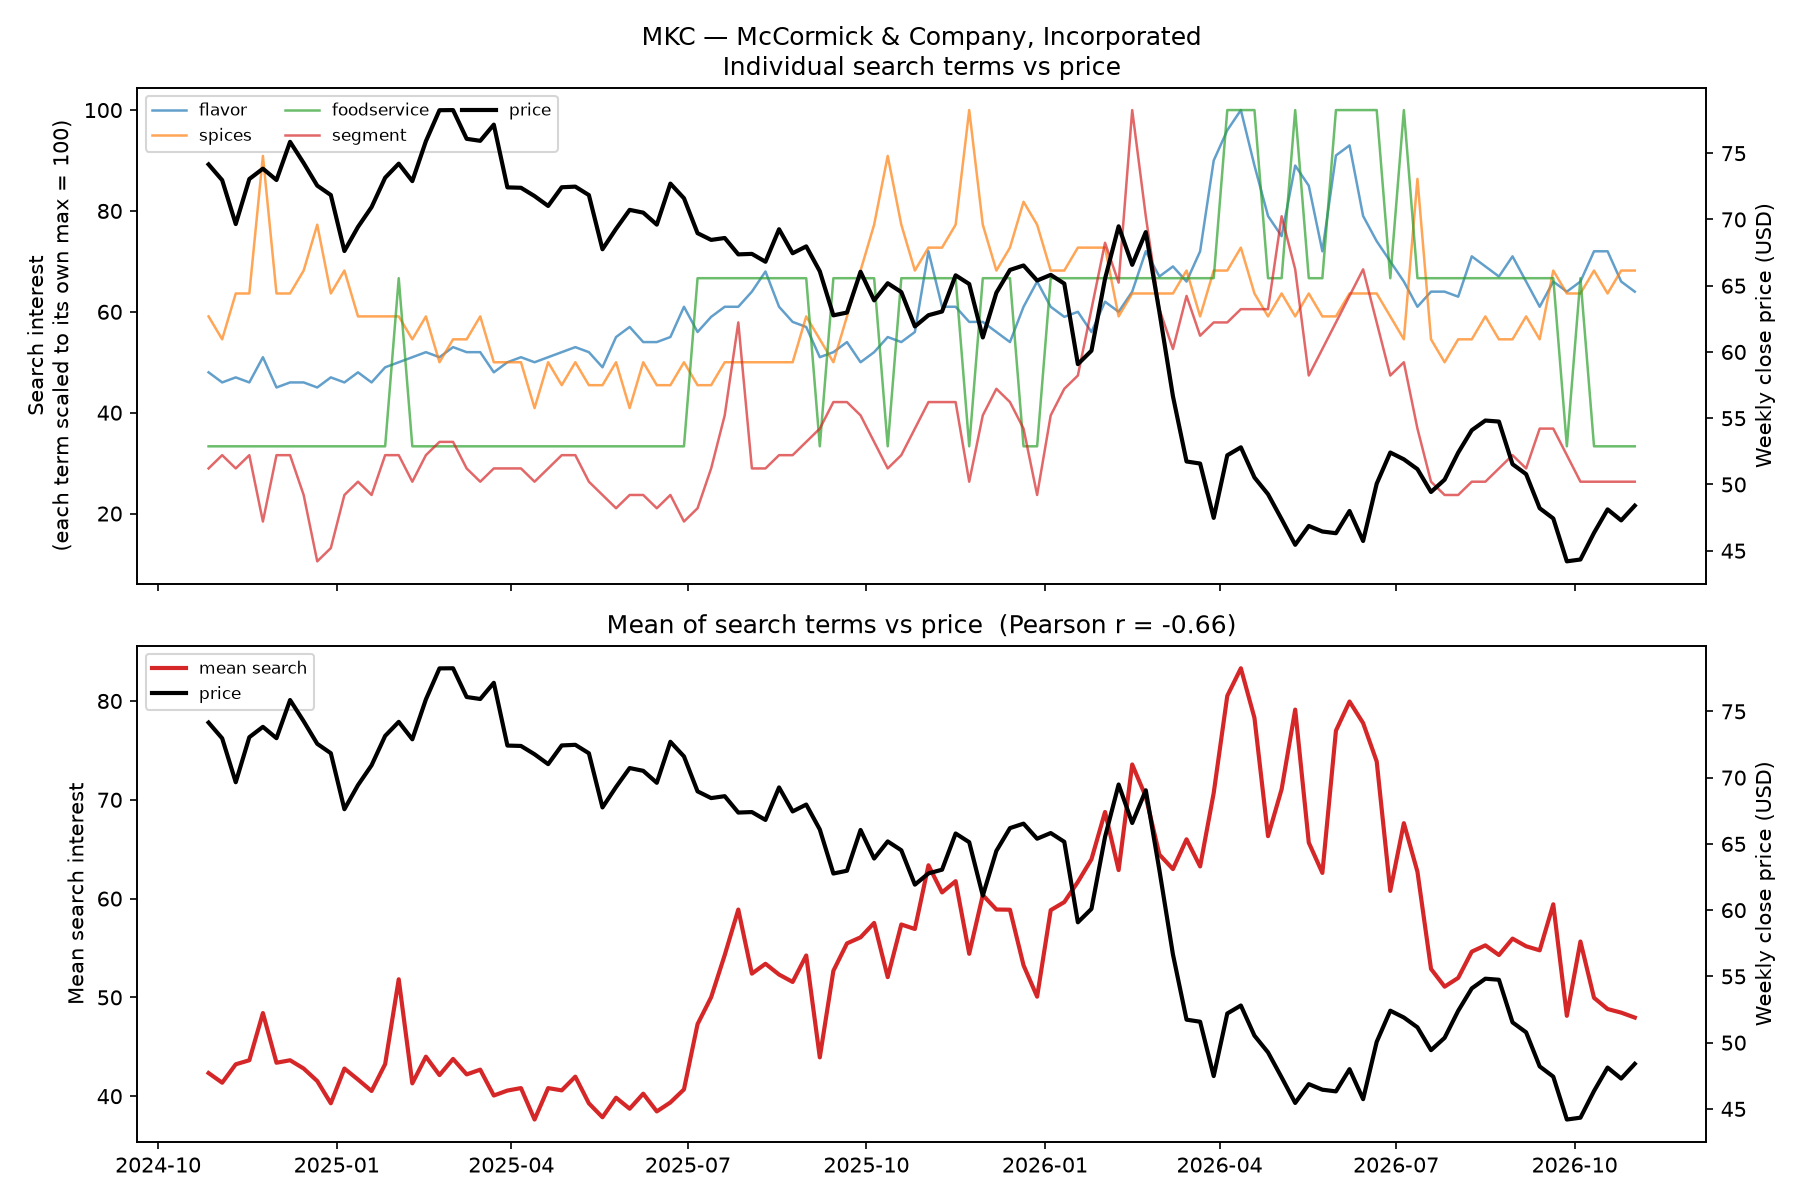 MKC — McCormick & Company, Incorporated
Individual search terms vs price
flavor
spices
foodservice
segment
price
Search interest
(each term scaled to its own max = 100)
100
80
60
40
20
Weekly close price (USD)
75
70
65
60
55
50
45
Mean of search terms vs price (Pearson r = -0.66)
mean search
price
Mean search interest
80
70
60
50
40
Weekly close price (USD)
75
70
65
60
55
50
45
2024-10
2025-01
2025-04
2025-07
2025-10
2026-01
2026-04
2026-07
2026-10